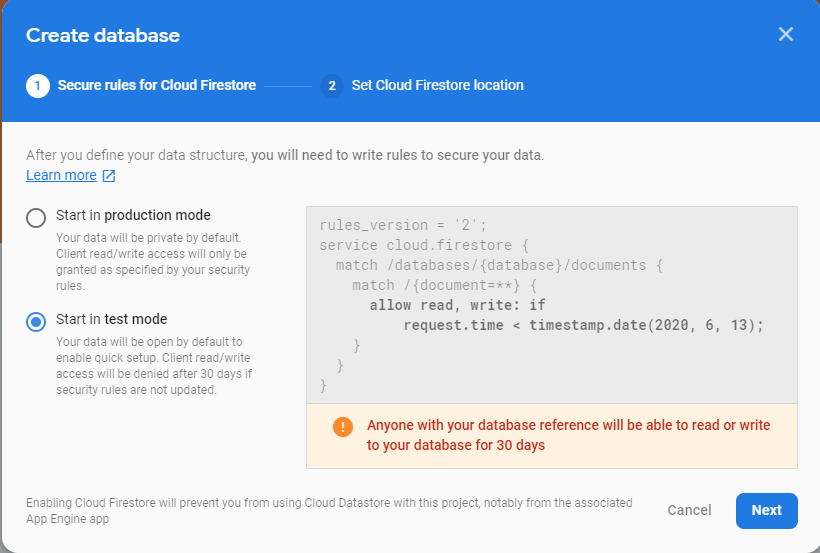 Create database
1 Secure rules for Cloud Firestore 2 Set Cloud Firestore location
After you define your data structure, you will need to write rules to secure your data.
Learn more
Start in production mode
Your data will be private by default.
Client read/write access will only be
granted as specified by your security
rules.
Start in test mode
Your data will be open by default to
enable quick setup. Client read/write
access will be denied after 30 days if
security rules are not updated.
rules_version = '2';
service cloud.firestore {
  match /databases/{database}/documents {
    match /{document=**} {
      allow read, write: if
          request.time < timestamp.date(2020, 6, 13);
    }
  }
}
! Anyone with your database reference will be able to read or write
to your database for 30 days
Enabling Cloud Firestore will prevent you from using Cloud Datastore with this project, notably from the associated
App Engine app
Cancel Next